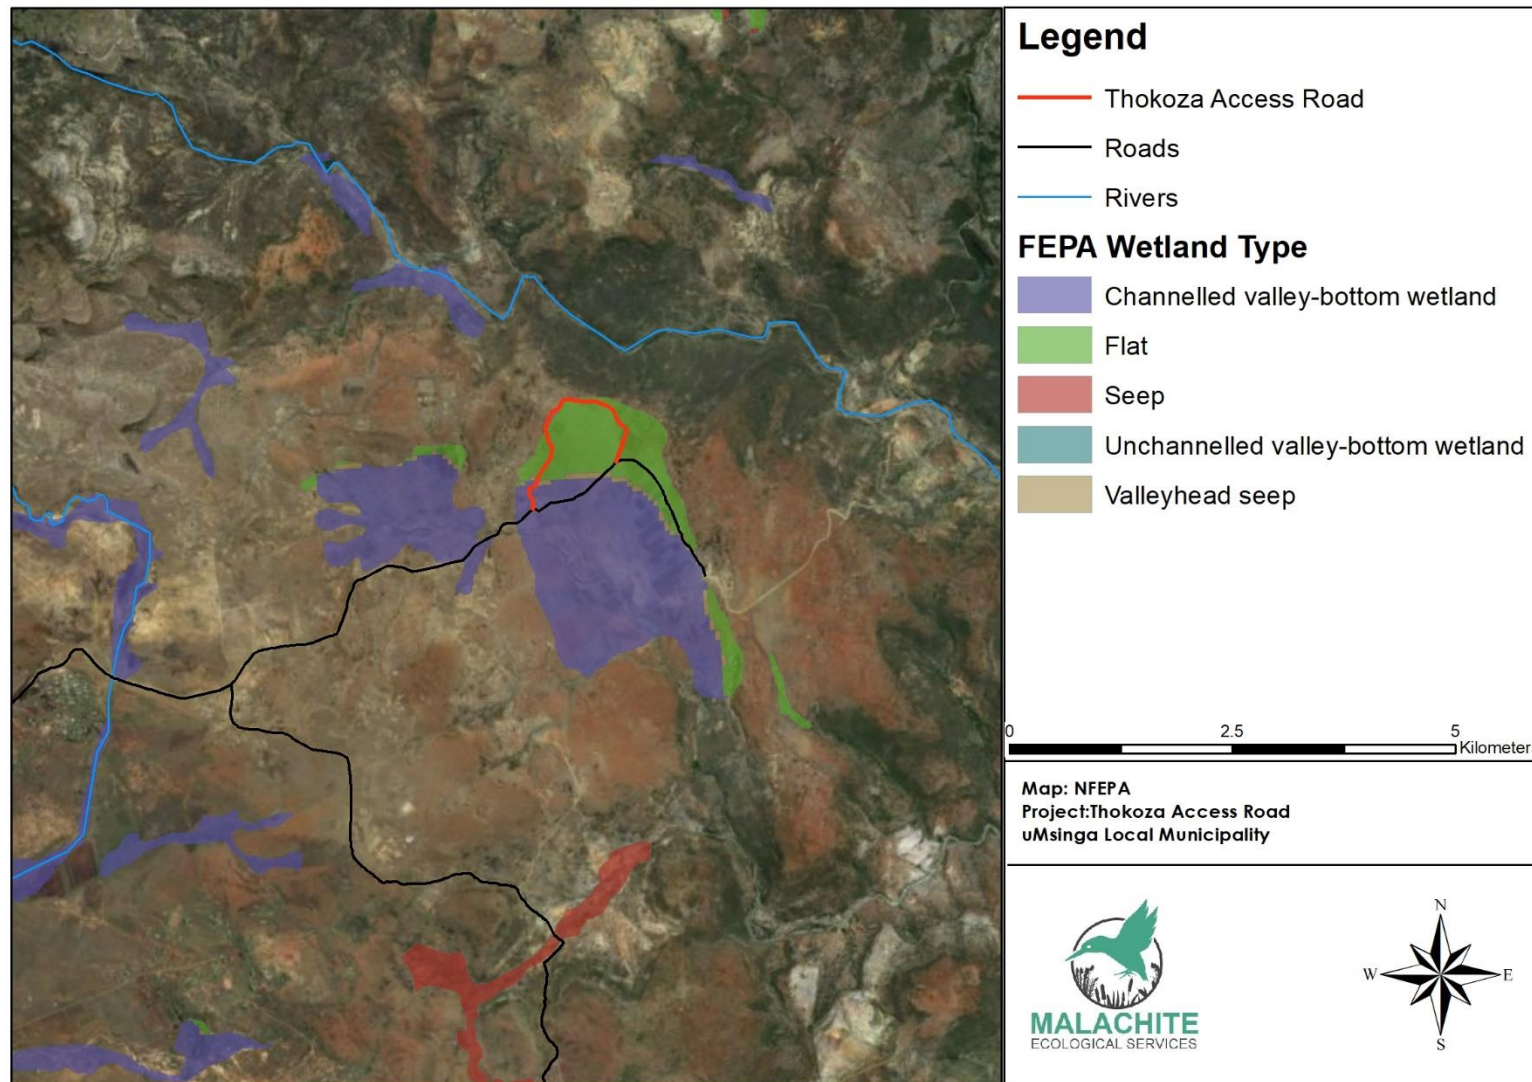 Legend
Thokoza Access Road
Roads
Rivers
FEPA Wetland Type
Channelled valley-bottom wetland
Flat
Seep
Unchannelled valley-bottom wetland
Valleyhead seep
0 2.5 5
Kilometer
Map: NFEPA
Project:Thokoza Access Road
uMsinga Local Municipality
MALACHITE
ECOLOGICAL SERVICES
N
W E
S